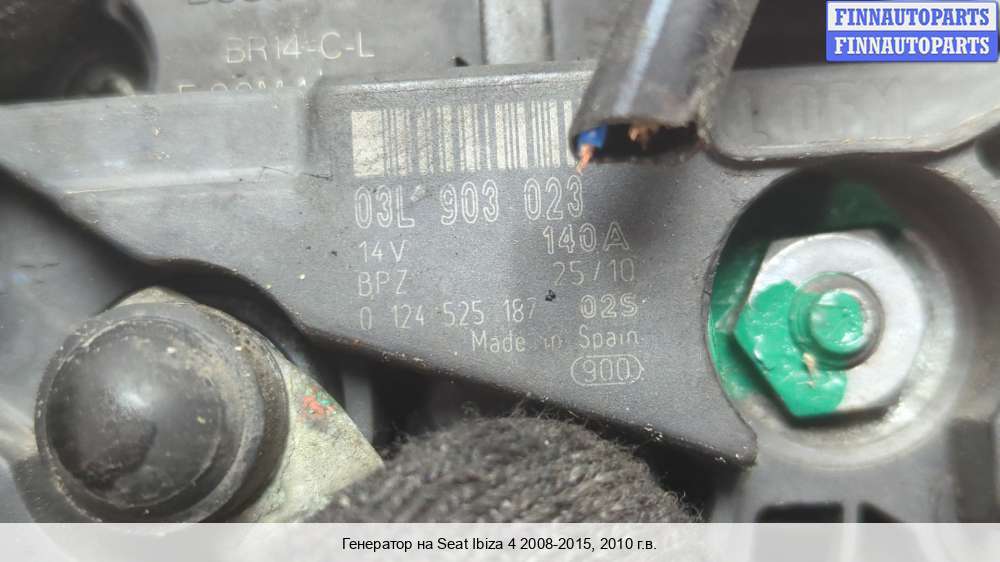 FINNAUTOPARTS
FINNAUTOPARTS
BR14-C-L
03L 903 023
14V 140A
BPZ 25/10
0 124 525 187 02S
Made in Spain
900
Генератор на Seat Ibiza 4 2008-2015, 2010 г.в.